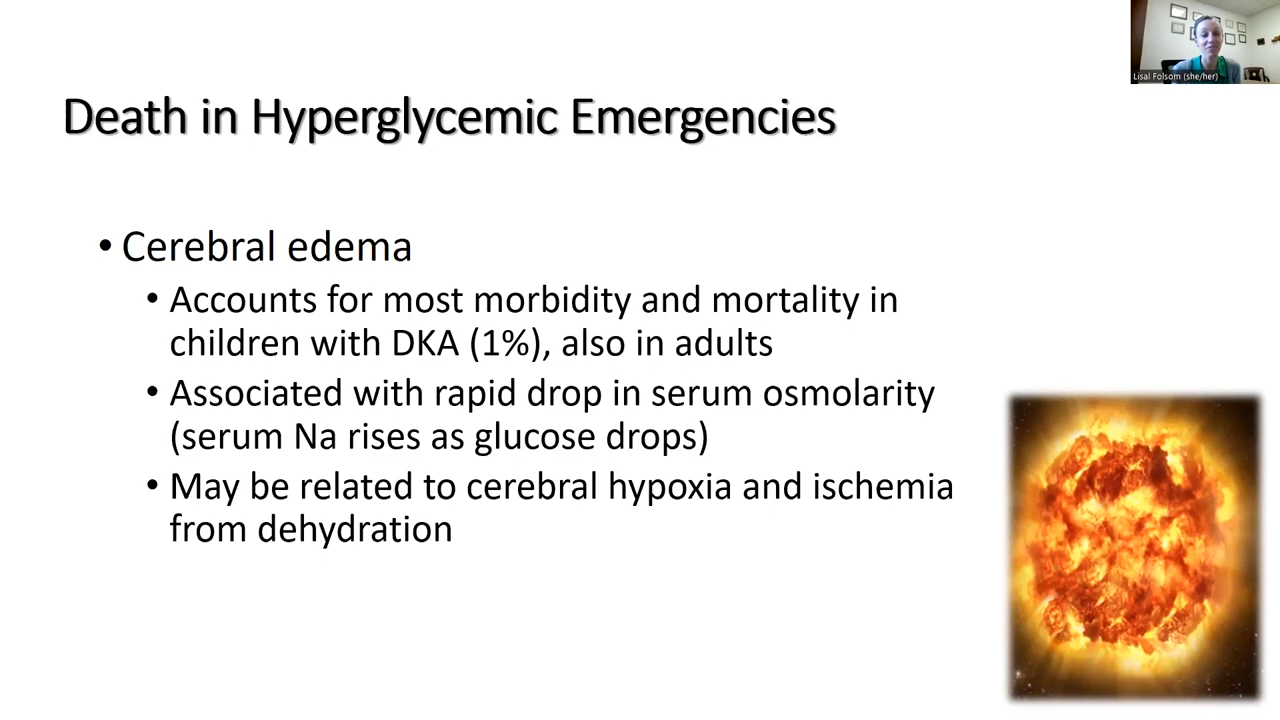 Lisal Folsom (she/her)
Death in Hyperglycemic Emergencies
• Cerebral edema
• Accounts for most morbidity and mortality in
children with DKA (1%), also in adults
• Associated with rapid drop in serum osmolarity
(serum Na rises as glucose drops)
• May be related to cerebral hypoxia and ischemia
from dehydration